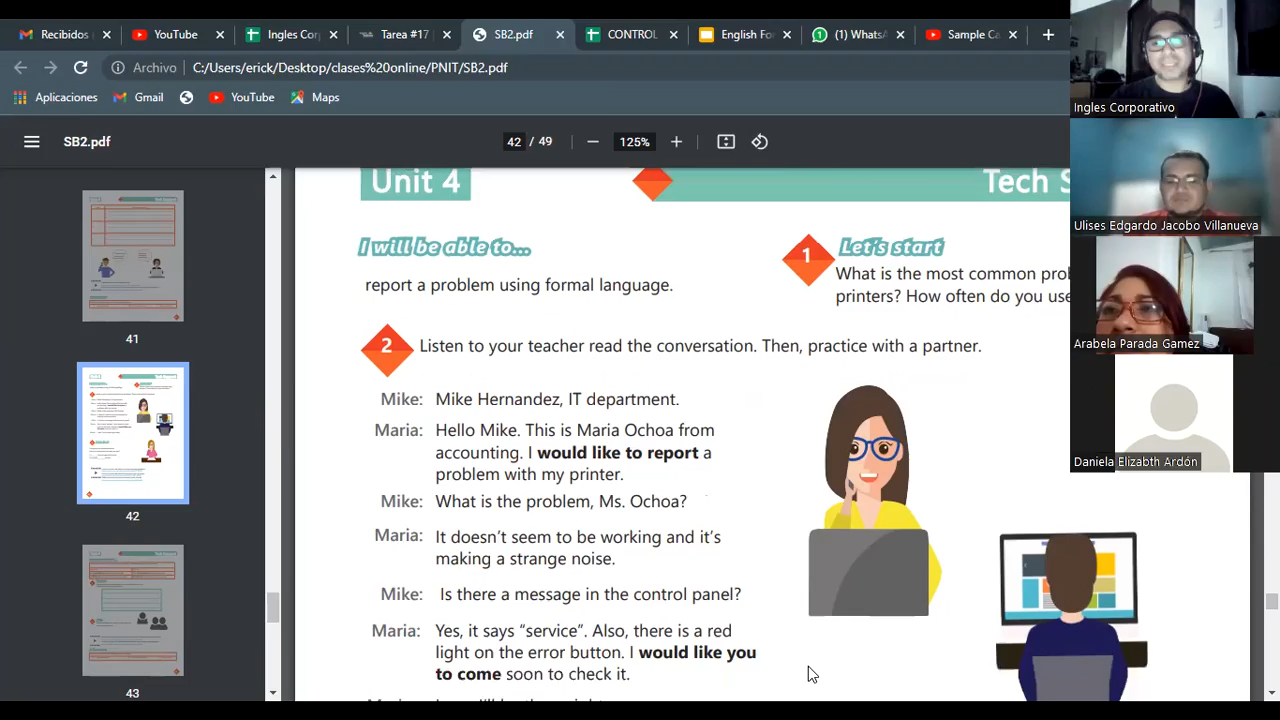 Recibidos
YouTube
Ingles Cor
Tarea #17
SB2.pdf
CONTROL
English Fo
(1) Whats
Sample Ca
Archivo
C:/Users/erick/Desktop/clases%20online/PNIT/SB2.pdf
Aplicaciones
Gmail
YouTube
Maps
SB2.pdf
42 / 49
125%
41
42
43
Unit 4
Tech S
I will be able to...
report a problem using formal language.
1
Let's start
What is the most common prob
printers? How often do you use
2
Listen to your teacher read the conversation. Then, practice with a partner.
Mike: Mike Hernandez, IT department.
Maria: Hello Mike. This is Maria Ochoa from
accounting. I would like to report a
problem with my printer.
Mike: What is the problem, Ms. Ochoa?
Maria: It doesn't seem to be working and it's
making a strange noise.
Mike: Is there a message in the control panel?
Maria: Yes, it says "service". Also, there is a red
light on the error button. I would like you
to come soon to check it.
Ingles Corporativo
Ulises Edgardo Jacobo Villanueva
Arabela Parada Gamez
Daniela Elizabth Ardón